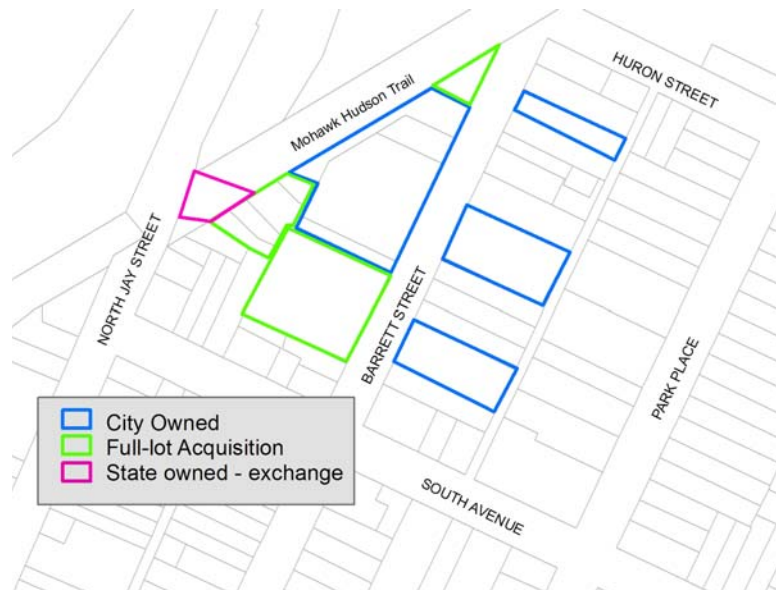 HURON STREET
Mohawk Hudson Trail
NORTH JAY STREET
BARRETT STREET
PARK PLACE
City Owned
Full-lot Acquisition
State owned - exchange
SOUTH AVENUE